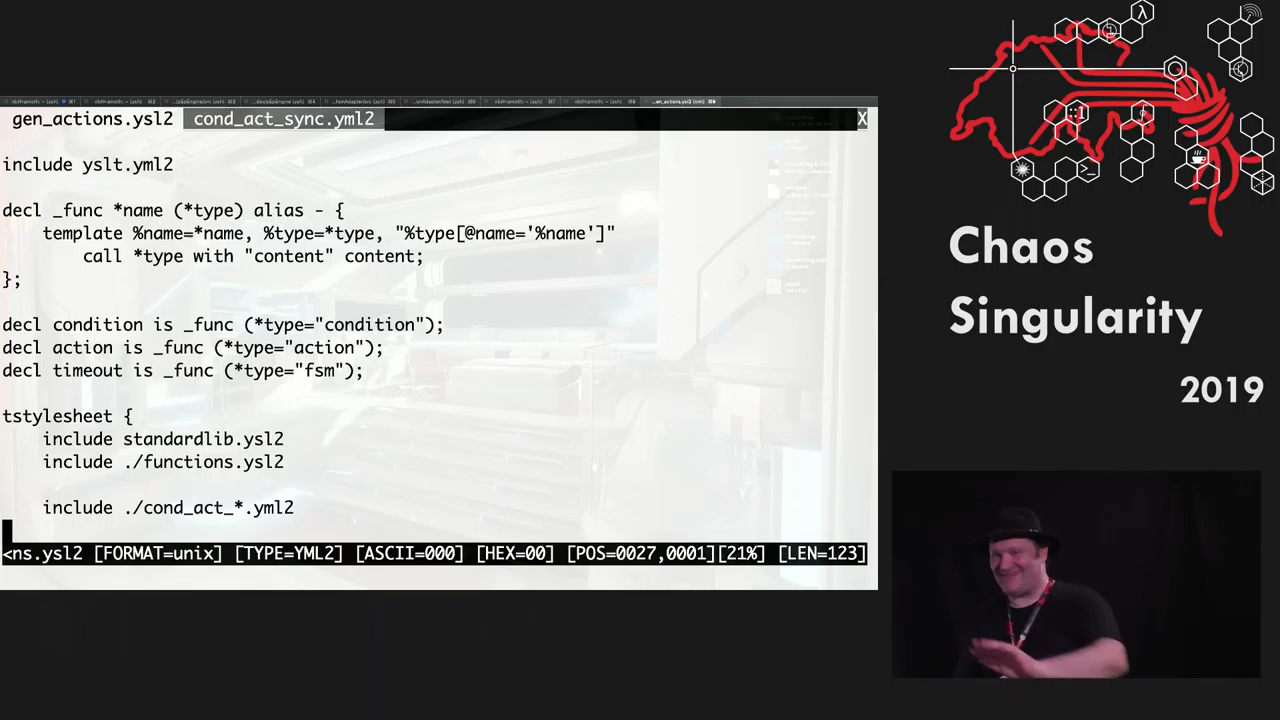 gen_actions.ysl2 cond_act_sync.yml2 X
include yslt.yml2
decl _func *name (*type) alias - {
template %name=*name, %type=*type, "%type[@name='%name']"
call *type with "content" content;
};
decl condition is _func (*type="condition");
decl action is _func (*type="action");
decl timeout is _func (*type="fsm");
tstylesheet {
include standardlib.ysl2
include ./functions.ysl2
include ./cond_act_*.yml2
<ns.ysl2 [FORMAT=unix] [TYPE=YML2] [ASCII=000] [HEX=00] [POS=0027,0001][21%] [LEN=123]
Chaos
Singularity
2019